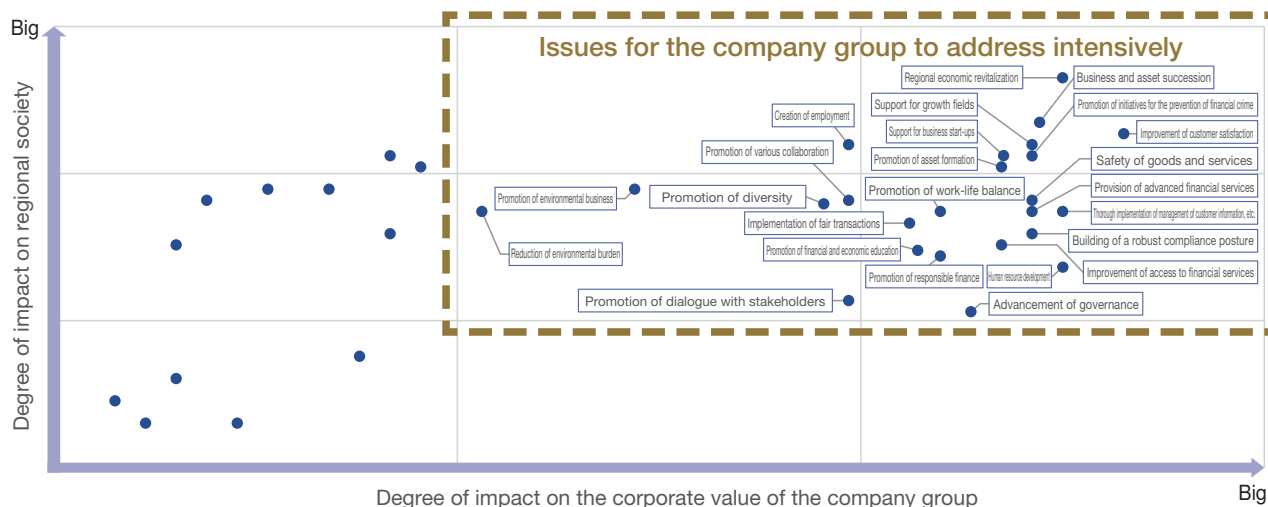 Big
Issues for the company group to address intensively
Regional economic revitalization
Business and asset succession
Support for growth fields
Promotion of initiatives for the prevention of financial crime
Creation of employment
Support for business start-ups
Improvement of customer satisfaction
Promotion of various collaboration
Promotion of asset formation
Safety of goods and services
Promotion of environmental business
Promotion of diversity
Promotion of work-life balance
Provision of advanced financial services
Implementation of fair transactions
Thorough implementation of management of customer information, etc.
Building of a robust compliance posture
Reduction of environmental burden
Promotion of financial and economic education
Promotion of responsible finance
Human resource development
Improvement of access to financial services
Promotion of dialogue with stakeholders
Advancement of governance
Degree of impact on regional society
Degree of impact on the corporate value of the company group
Big